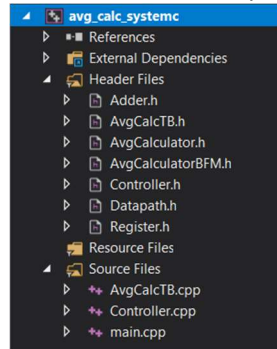 avg_calc_systemc
References
External Dependencies
Header Files
Adder.h
AvgCalcTB.h
AvgCalculator.h
AvgCalculatorBFM.h
Controller.h
Datapath.h
Register.h
Resource Files
Source Files
AvgCalcTB.cpp
Controller.cpp
main.cpp